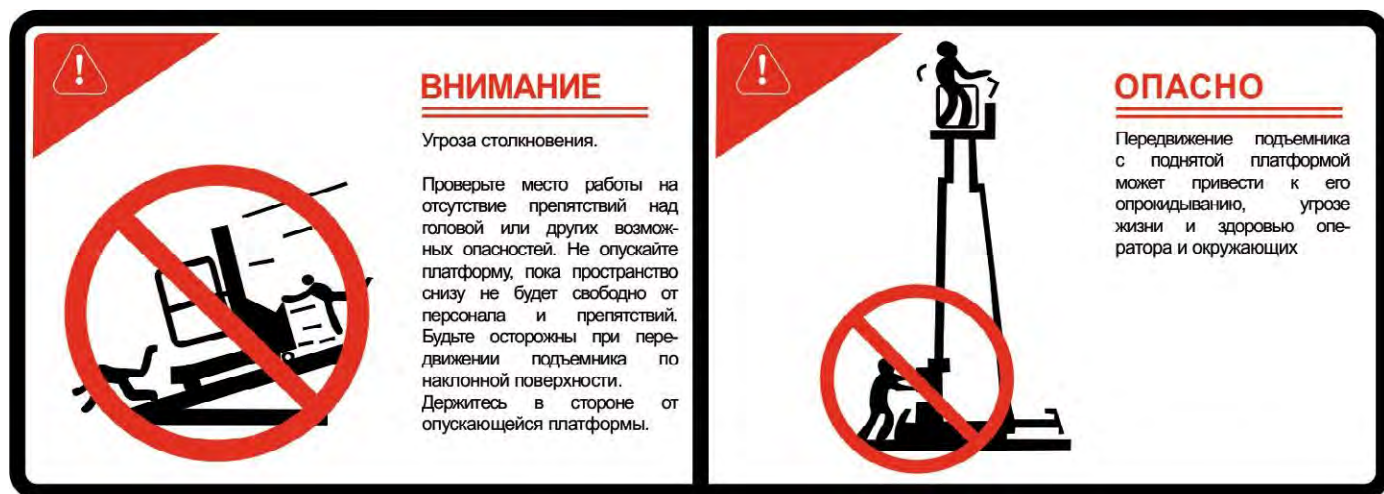 ВНИМАНИЕ
Угроза столкновения.
Проверьте место работы на
отсутствие препятствий над
головой или других возмож-
ных опасностей. Не опускайте
платформу, пока пространство
снизу не будет свободно от
персонала и препятствий.
Будьте осторожны при пере-
движении подъемника по
наклонной поверхности.
Держитесь в стороне от
опускающейся платформы.
ОПАСНО
Передвижение подъемника
с поднятой платформой
может привести к его
опрокидыванию, угрозе
жизни и здоровью опе-
ратора и окружающих